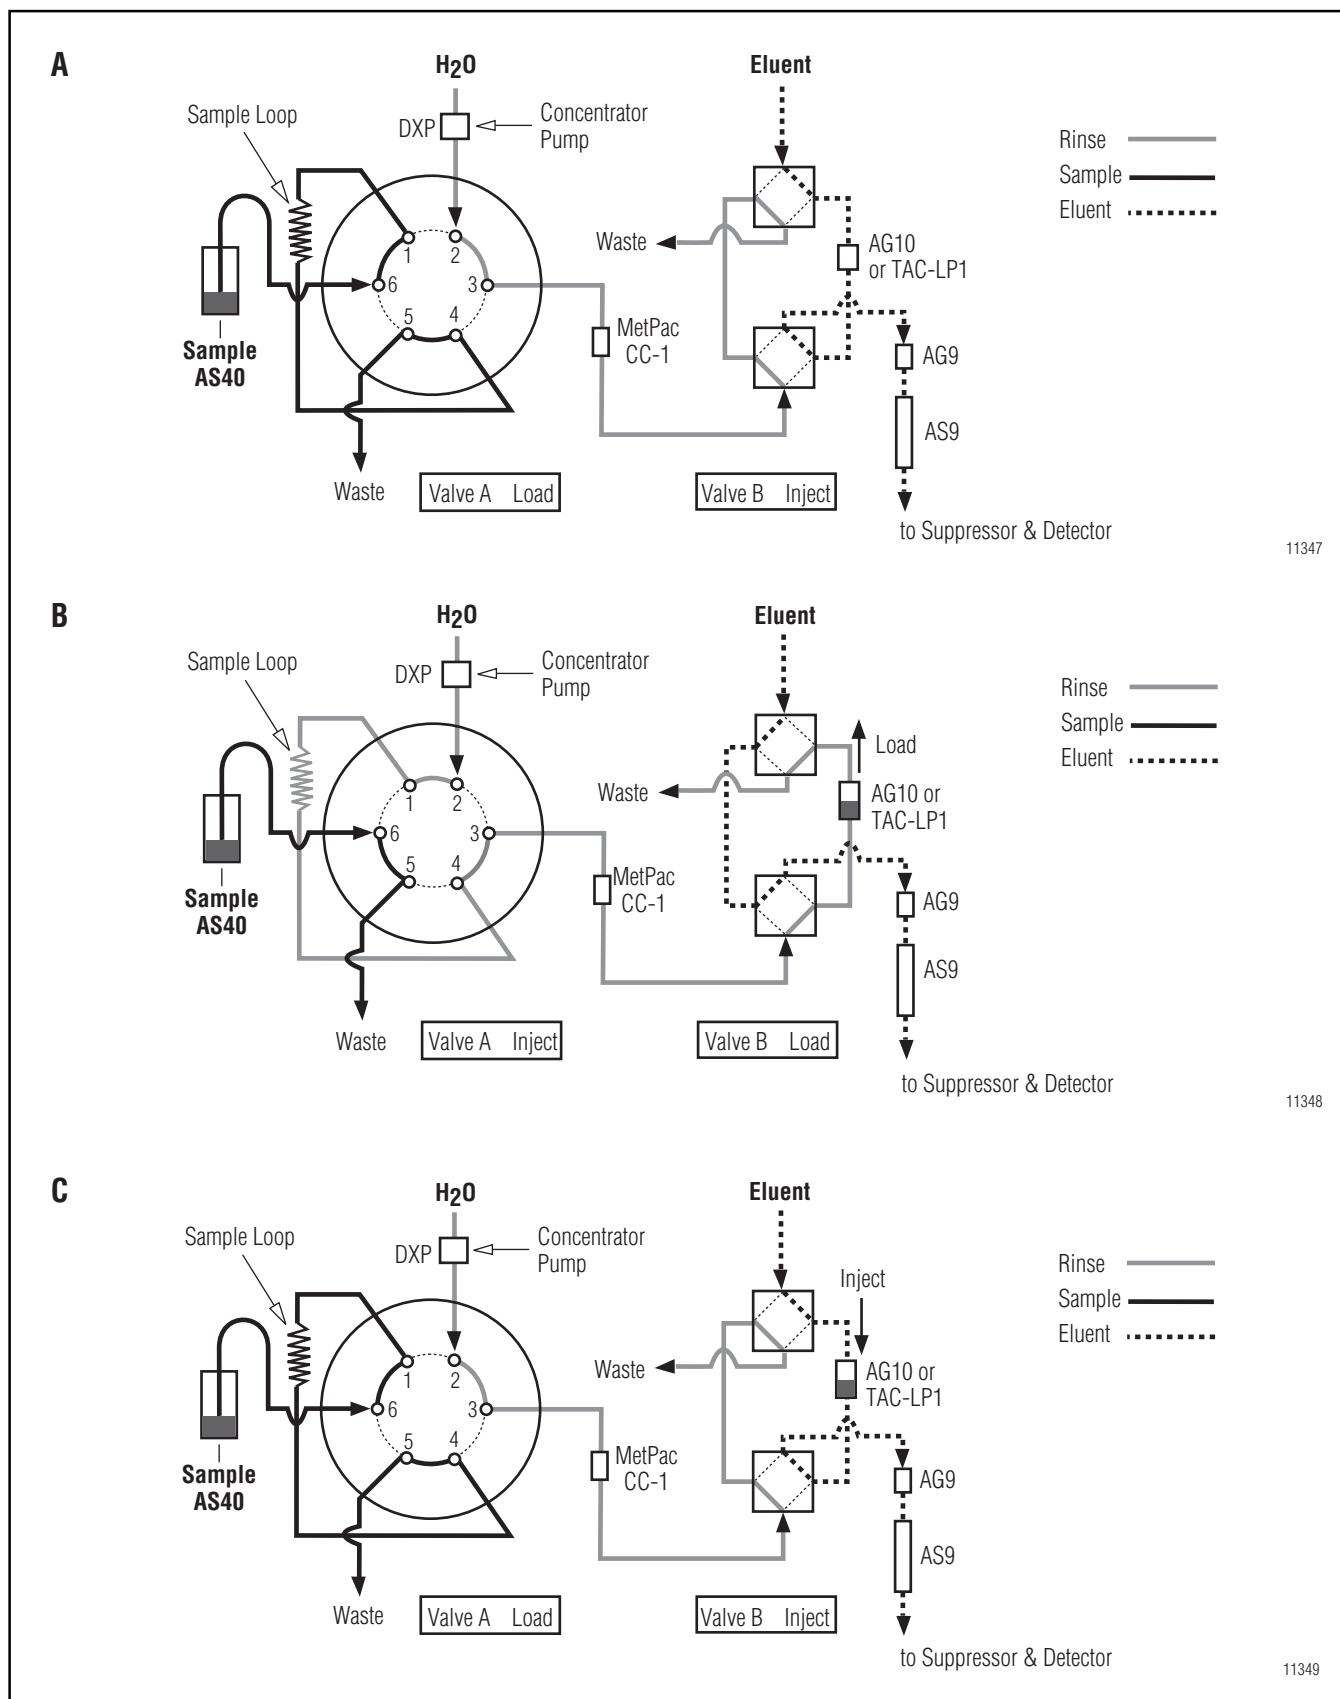 A
H2O
Eluent
Sample Loop
DXP
Concentrator
Pump
Rinse
Sample
Eluent
Waste
AG10
or TAC-LP1
1
2
6
3
5
4
MetPac
CC-1
Sample
AS40
AG9
AS9
Waste
Valve A Load
Valve B Inject
to Suppressor & Detector
11347
B
H2O
Eluent
Sample Loop
DXP
Concentrator
Pump
Rinse
Sample
Eluent
Load
Waste
AG10 or
TAC-LP1
1
2
6
3
5
4
MetPac
CC-1
Sample
AS40
AG9
AS9
Waste
Valve A Inject
Valve B Load
to Suppressor & Detector
11348
C
H2O
Eluent
Sample Loop
DXP
Concentrator
Pump
Rinse
Sample
Eluent
Inject
Waste
AG10 or
TAC-LP1
1
2
6
3
5
4
MetPac
CC-1
Sample
AS40
AG9
AS9
Waste
Valve A Load
Valve B Inject
to Suppressor & Detector
11349